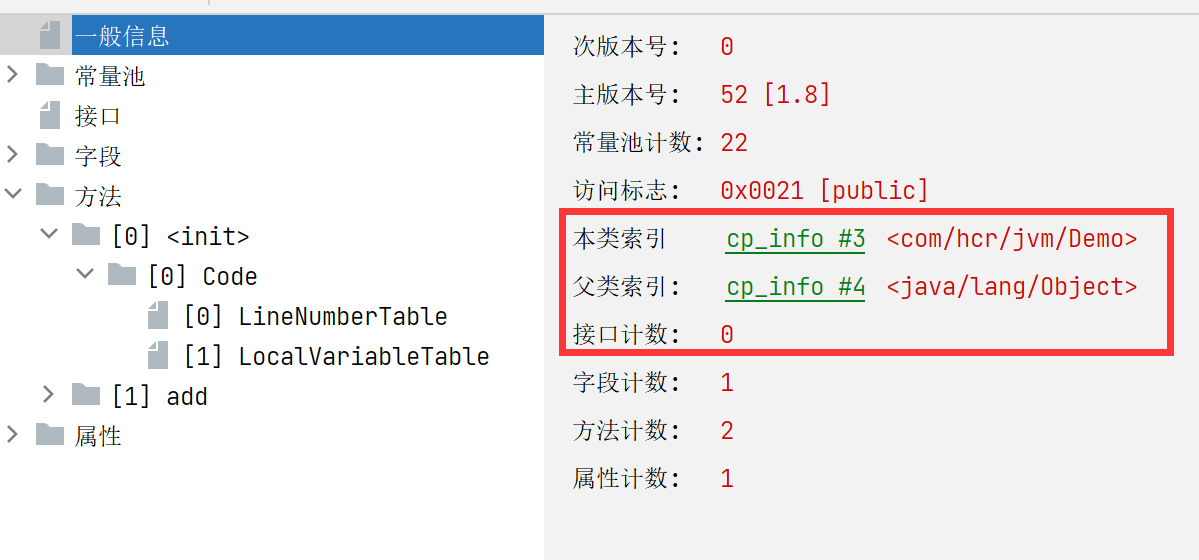 一般信息
常量池
接口
字段
方法
[0] <init>
[0] Code
[0] LineNumberTable
[1] LocalVariableTable
[1] add
属性
次版本号: 0
主版本号: 52 [1.8]
常量池计数: 22
访问标志: 0x0021 [public]
本类索引 cp_info #3 <com/hcr/jvm/Demo>
父类索引: cp_info #4 <java/lang/Object>
接口计数: 0
字段计数: 1
方法计数: 2
属性计数: 1